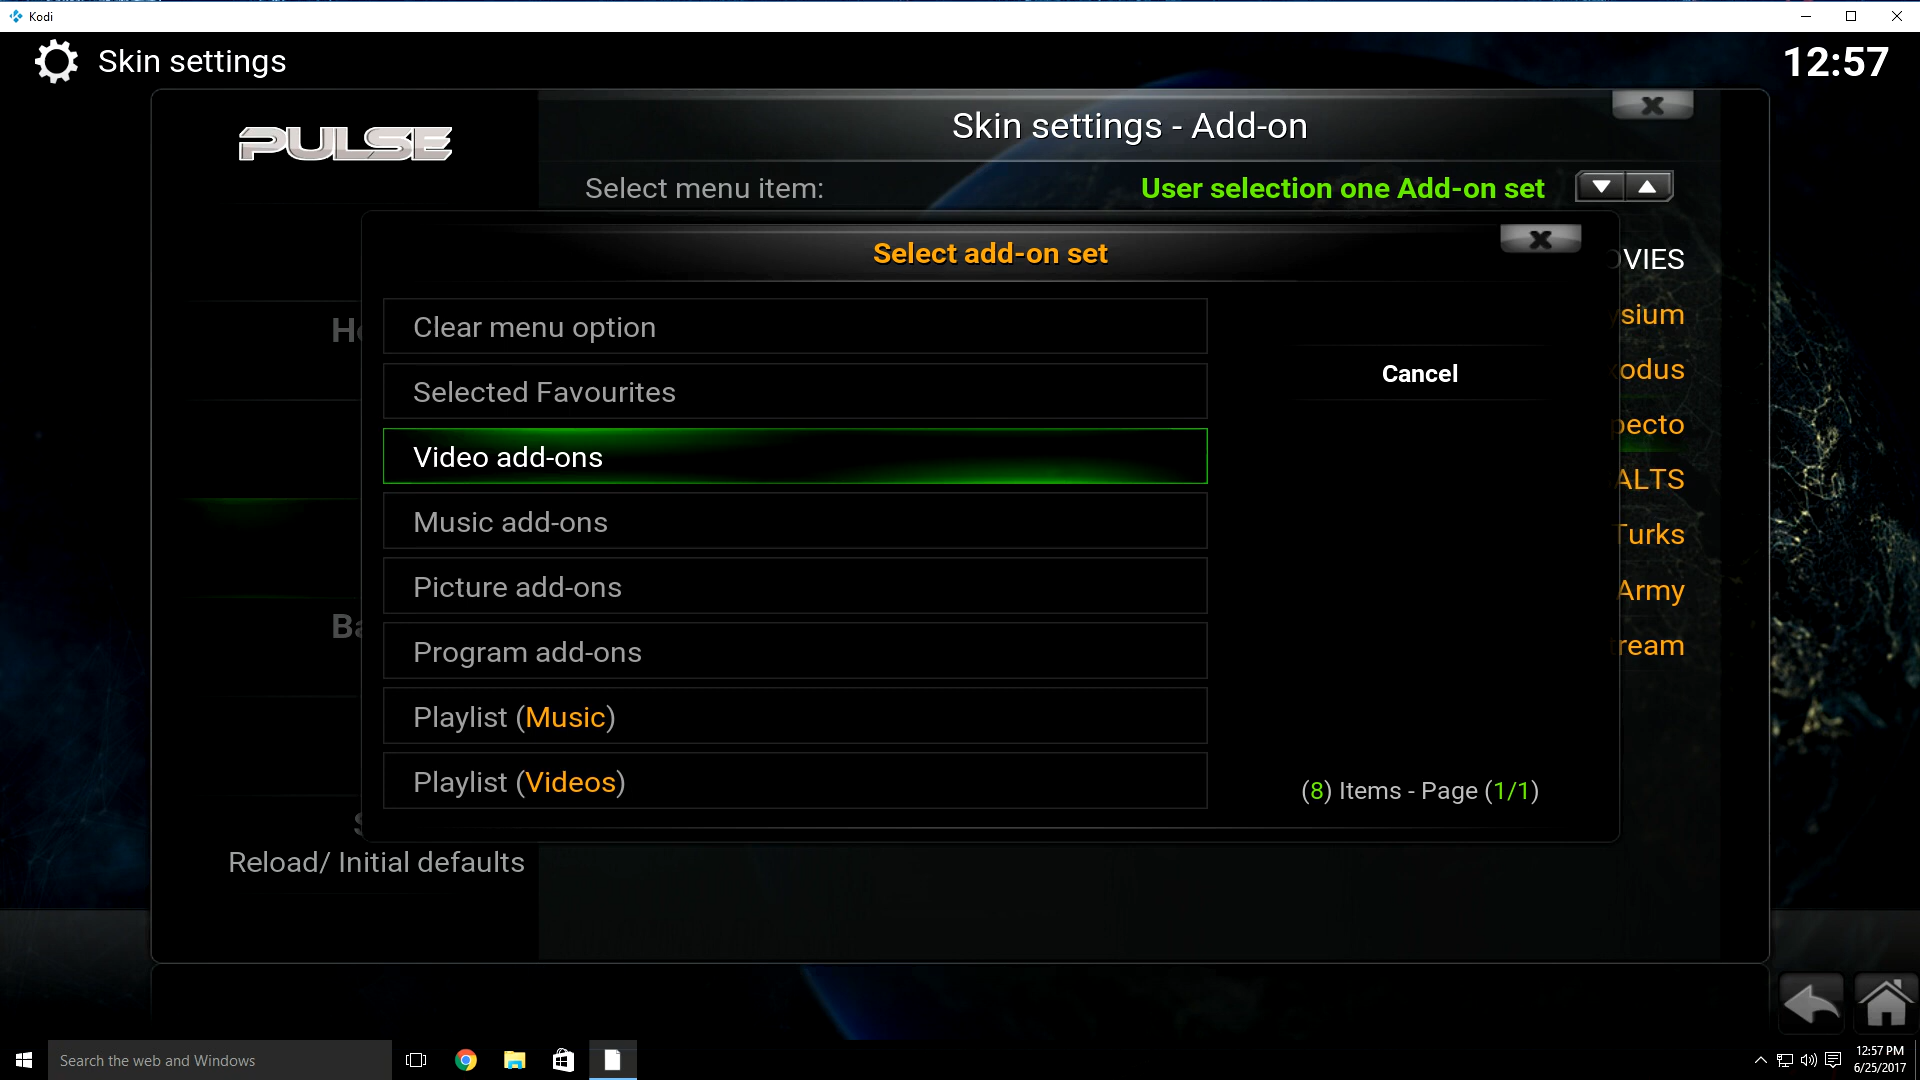 Kodi
Skin settings
12:57
PULSE
Skin settings - Add-on
Select menu item:
User selection one Add-on set
Select add-on set
Clear menu option
Selected Favourites
Video add-ons
Music add-ons
Picture add-ons
Program add-ons
Playlist (Music)
Playlist (Videos)
Cancel
(8) Items - Page (1/1)
OVIES
sium
odus
pecto
ALTS
Turks
Army
ream
Reload/ Initial defaults
Search the web and Windows
12:57 PM
6/25/2017